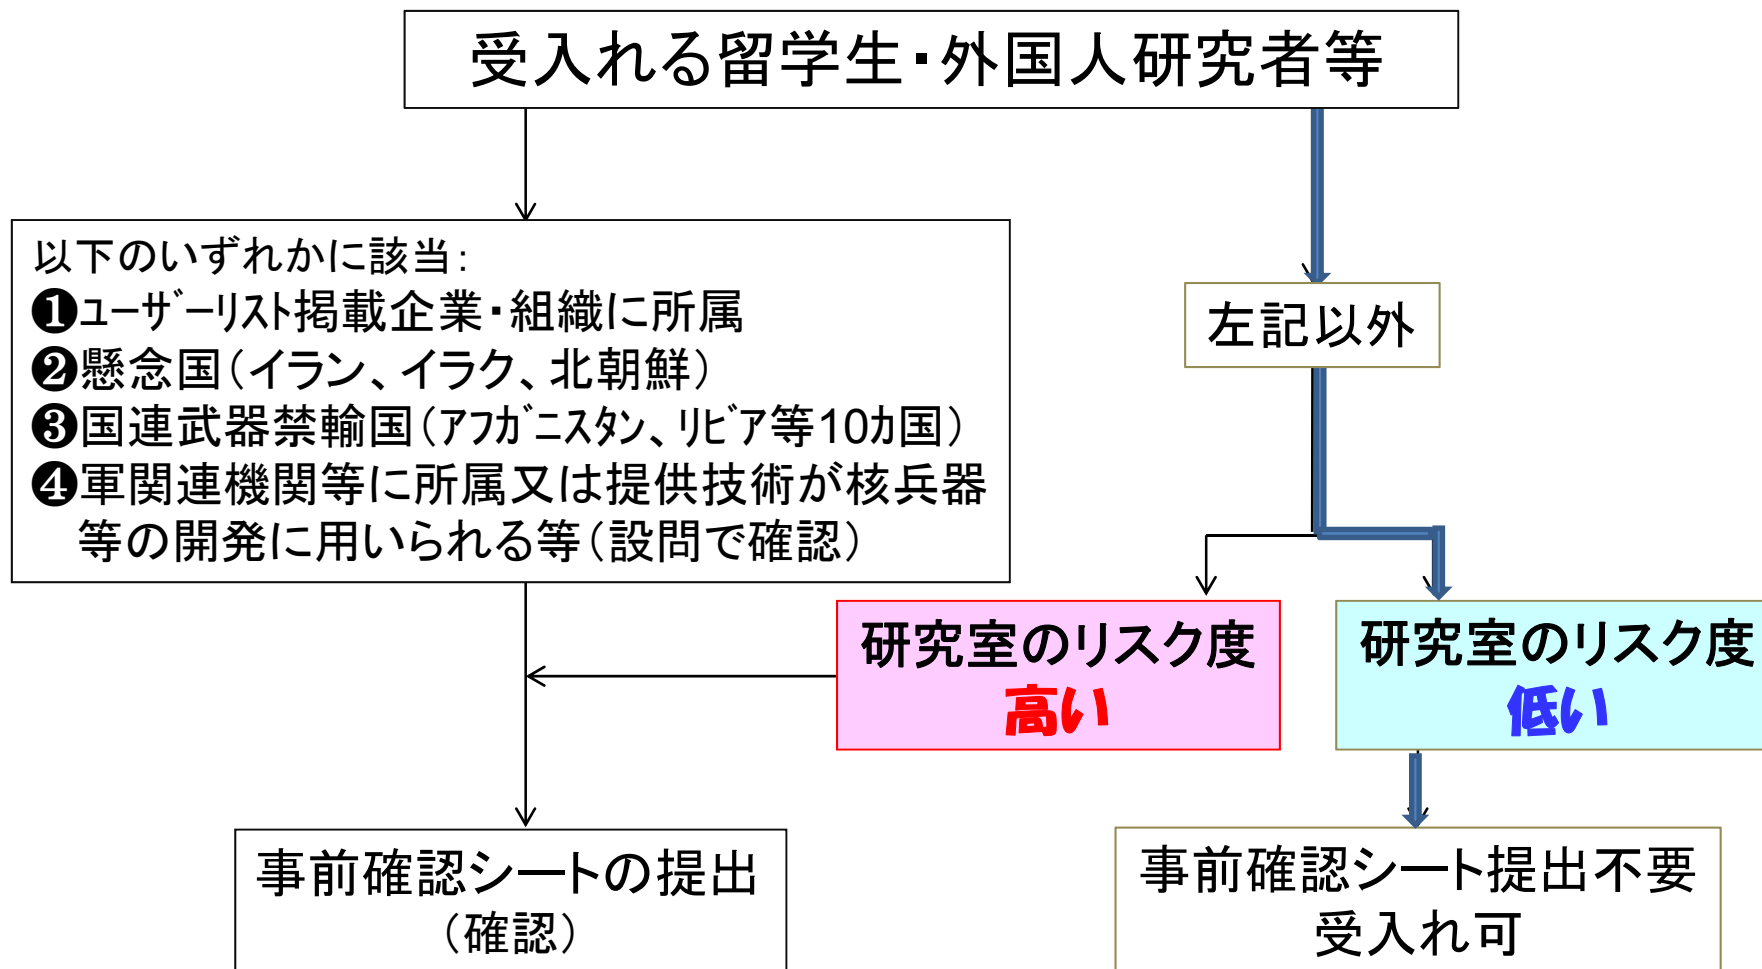 受入れる留学生・外国人研究者等
以下のいずれかに該当：
❶ﾕｰｻﾞｰﾘｽﾄ掲載企業・組織に所属
❷懸念国（イラン、イラク、北朝鮮）
❸国連武器禁輸国（ｱﾌｶﾞﾆｽﾀﾝ、ﾘﾋﾞｱ等10ｶ国）
❹軍関連機関等に所属又は提供技術が核兵器
等の開発に用いられる等（設問で確認）
左記以外
研究室のリスク度
高い
研究室のリスク度
低い
事前確認シートの提出
（確認）
事前確認シート提出不要
受入れ可